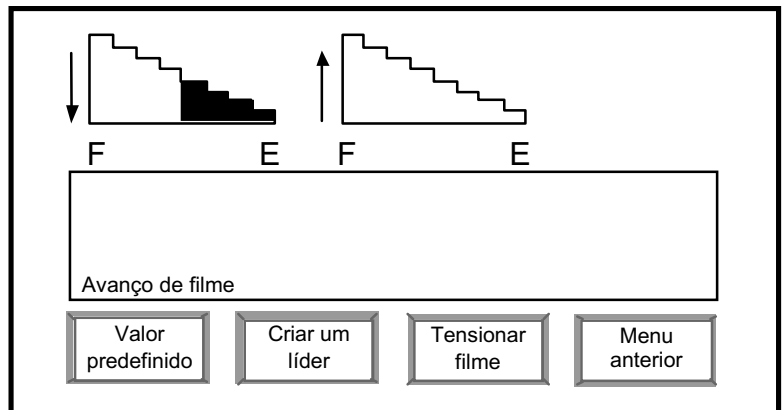 F E F E
Avanço de filme
Valor
predefinido
Criar um
líder
Tensionar
filme
Menu
anterior